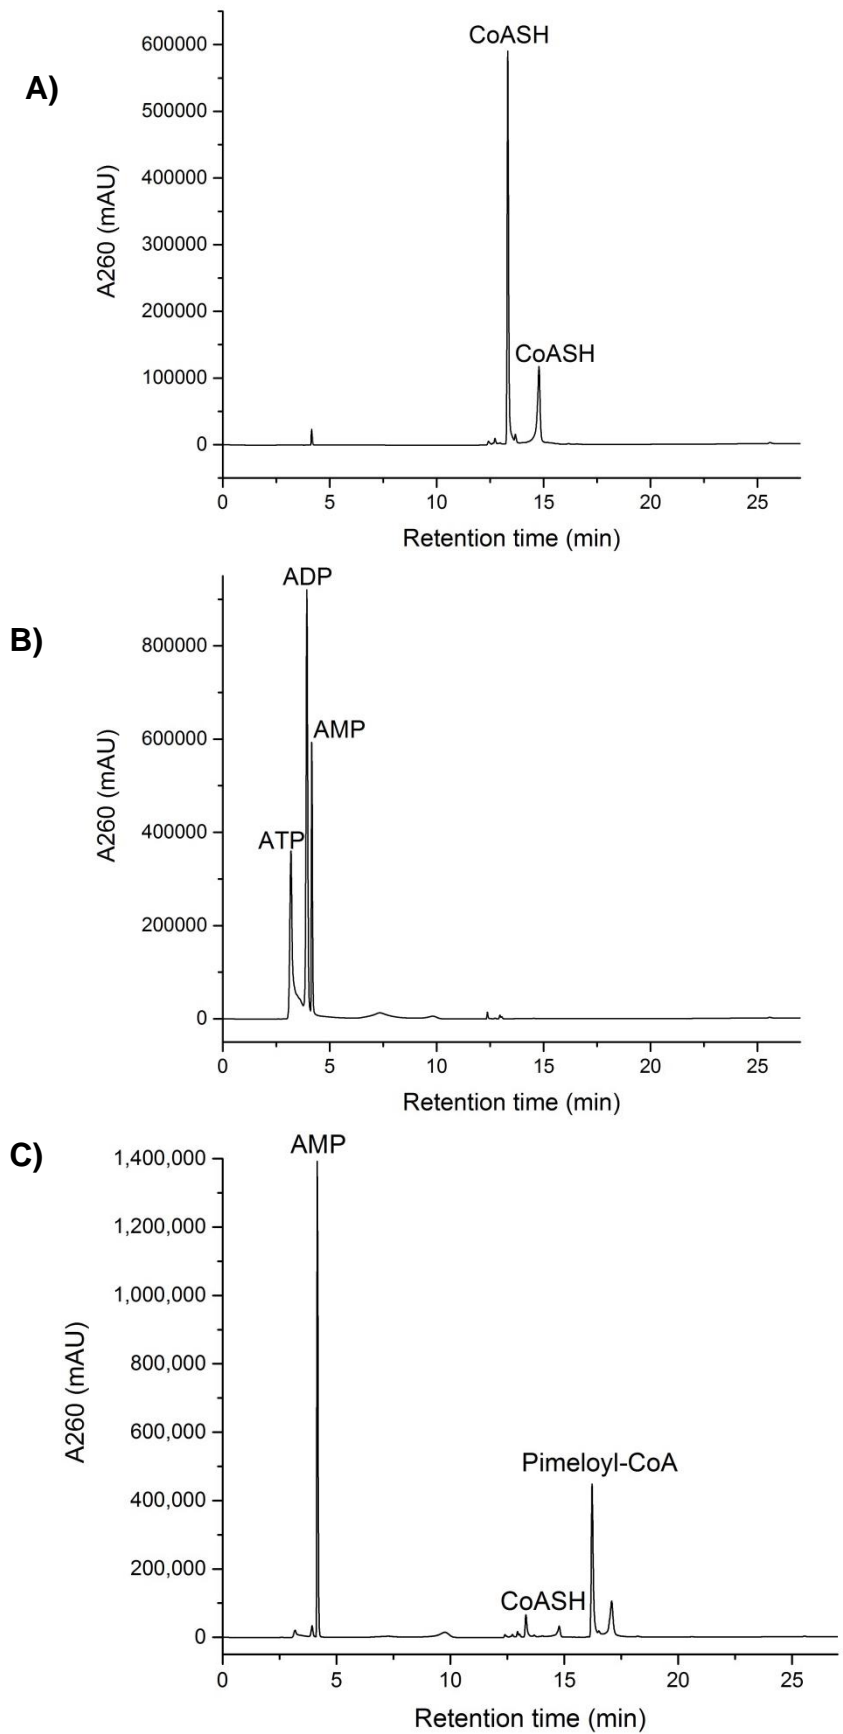 A)
CoASH
CoASH
600000
500000
400000
300000
200000
100000
0
A260 (mAU)
0 5 10 15 20 25
Retention time (min)
B)
ADP
AMP
ATP
800000
600000
400000
200000
0
A260 (mAU)
0 5 10 15 20 25
Retention time (min)
C)
AMP
Pimeloyl-CoA
CoASH
1,400,000
1,200,000
1,000,000
800,000
600,000
400,000
200,000
0
A260 (mAU)
0 5 10 15 20 25
Retention time (min)